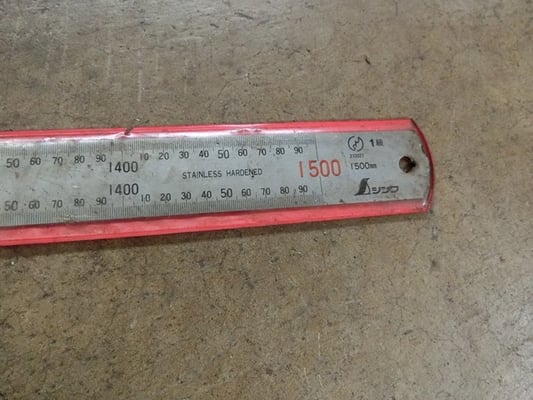 50 60 70 80 90 1400 10 20 30 40 50 60 70 80 90
STAINLESS HARDENED
1500
1400
50 60 70 80 90 10 20 30 40 50 60 70 80 90
1級
1500mm
シンワ